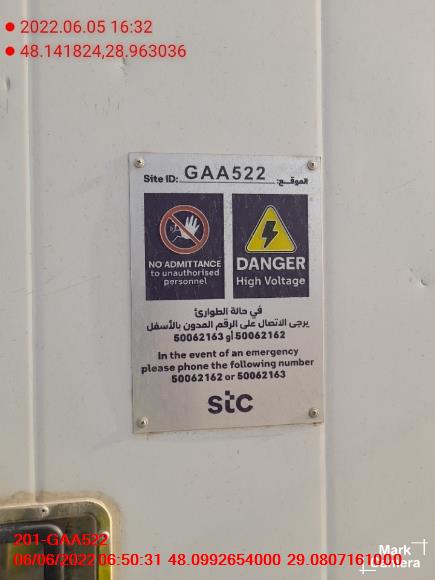 2022.06.05 16:32
48.141824,28.963036
Site ID: GAA522 الموقع:
NO ADMITTANCE
to unauthorised
personnel
DANGER
High Voltage
في حالة الطوارئ
يرجى الاتصال على الرقم المدون بالأسفل
50062162 أو 50062163
In the event of an emergency
please phone the following number
50062162 or 50062163
stc
201-GAA522
06/06/2022 06:50:31 48.0992654000 29.0807161000
Mark
Camera